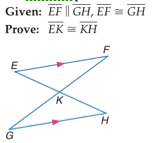 Given: EF ∥ GH, EF ≅ GH
Prove: EK ≅ KH
F
E
K
H
G